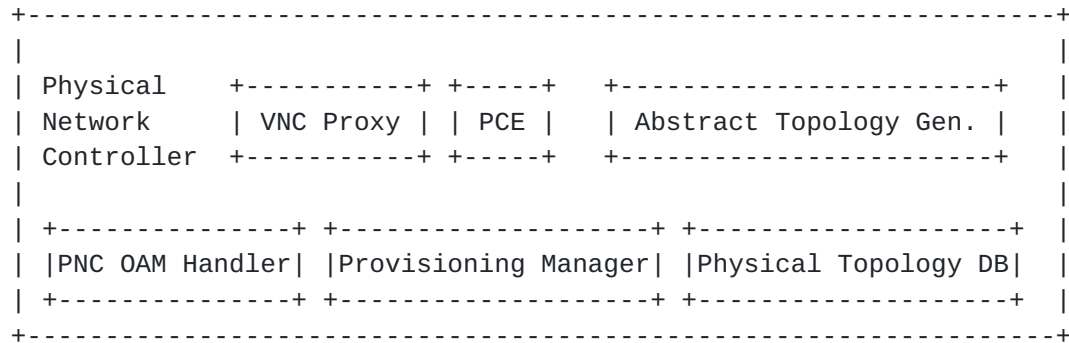 Physical
Network | VNC Proxy | | PCE | | Abstract Topology Gen. |
Controller
|PNC OAM Handler| |Provisioning Manager| |Physical Topology DB|